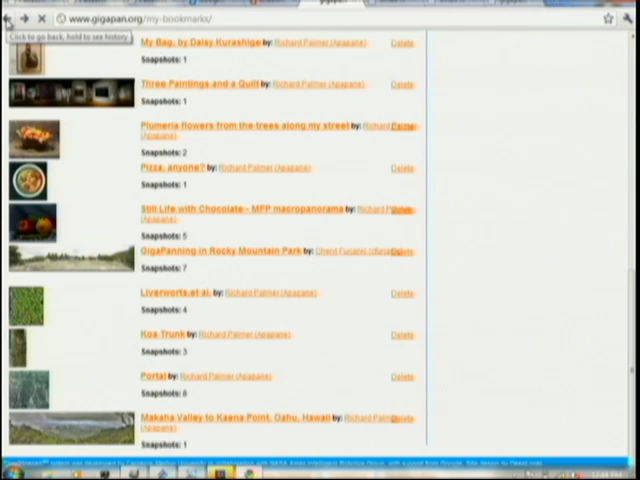 www.gigapan.org/my-bookmarks/
Click to go back, hold to see history
My Bag, by Daisy Kurashige by: Richard Palmer (Apapane) Delete
Snapshots: 1
Three Paintings and a Quilt by: Richard Palmer (Apapane) Delete
Snapshots: 1
Plumeria flowers from the trees along my street by: Richard Palmer
(Apapane)
Snapshots: 2
Pizza, anyone? by: Richard Palmer (Apapane) Delete
Snapshots: 1
Still Life with Chocolate - MFP macropanorama by: Richard
(Apapane)
Snapshots: 5
GigaPanning in Rocky Mountain Park by:
Snapshots: 7
Liverworts,et al. by: Richard Palmer (Apapane) Delete
Snapshots: 4
Koa Trunk by: Richard Palmer (Apapane) Delete
Snapshots: 3
Portal by: Richard Palmer (Apapane) Delete
Snapshots: 8
Makaha Valley to Kaena Point, Oahu, Hawaii by: Richard
(Apapane)
Snapshots: 1